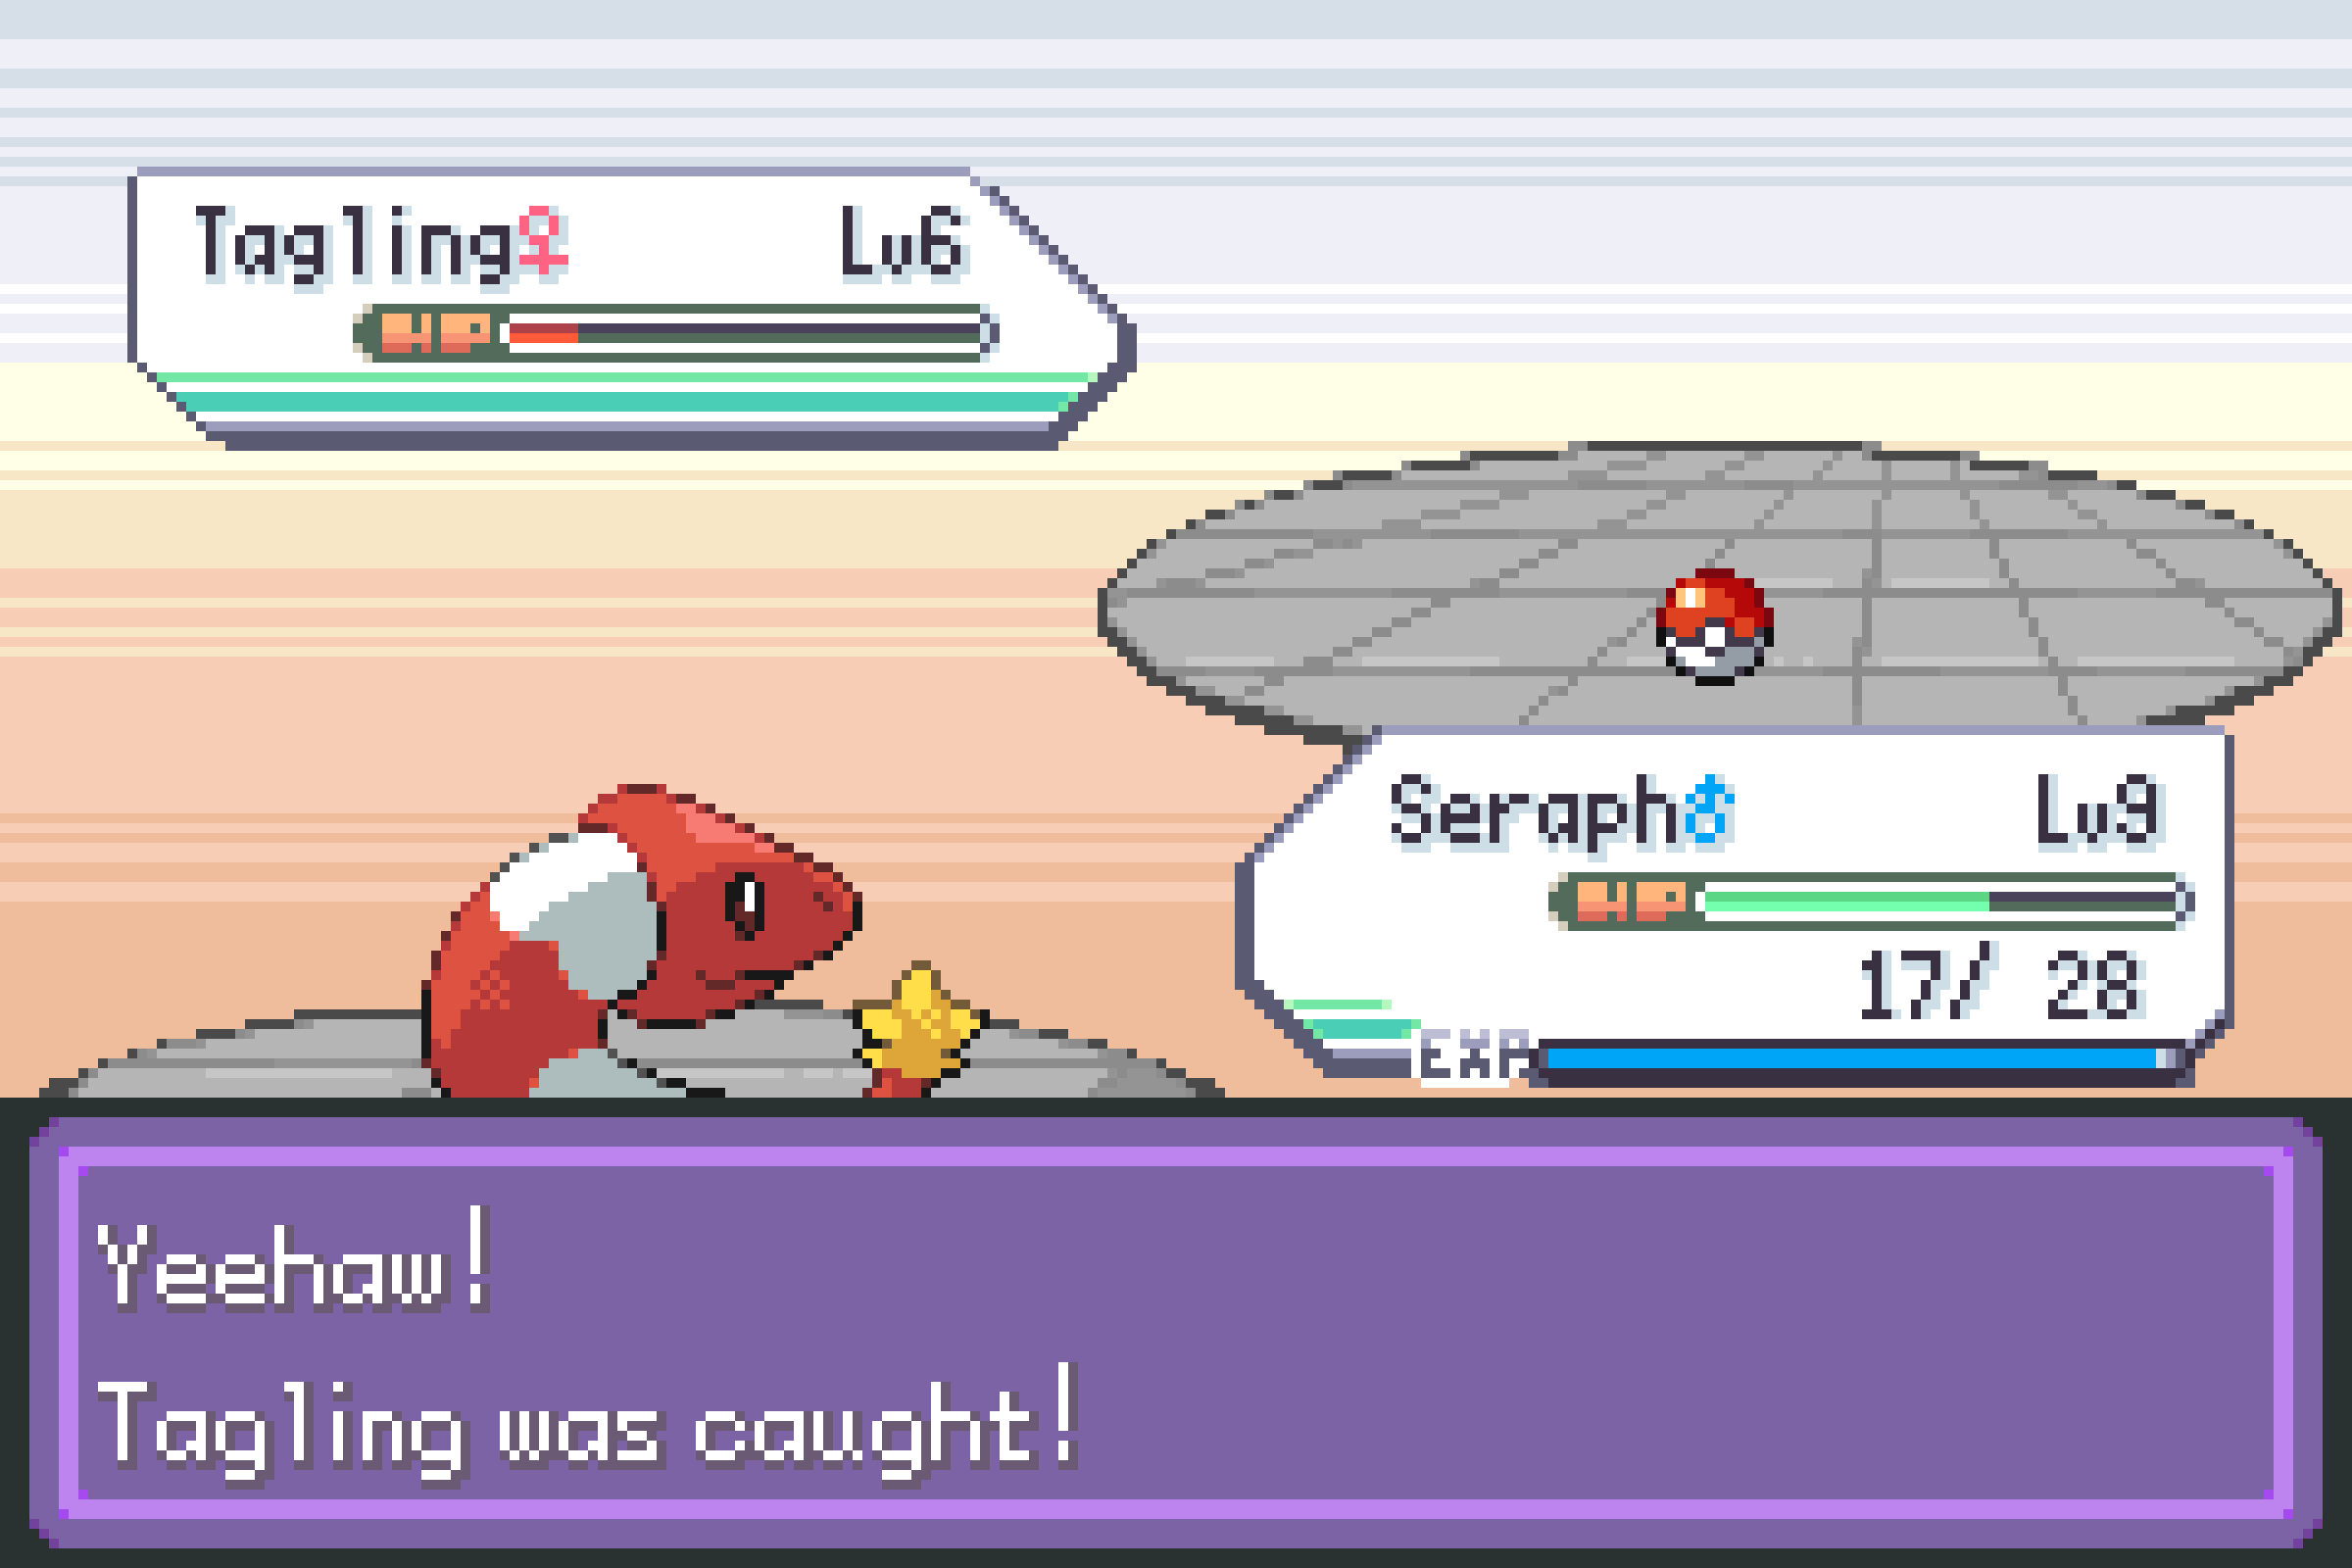 Tagling♀ Lv6
HP
Seraph♂ Lv9
HP
17/ 28
EXP
Yeehaw!
Tagling was caught!